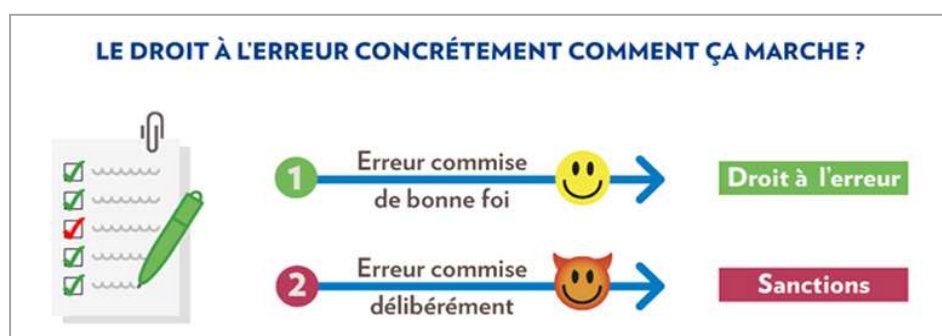 LE DROIT À L'ERREUR CONCRÉTEMENT COMMENT ÇA MARCHE ?
1
Erreur commise
de bonne foi
Droit à l'erreur
2
Erreur commise
délibérément
Sanctions